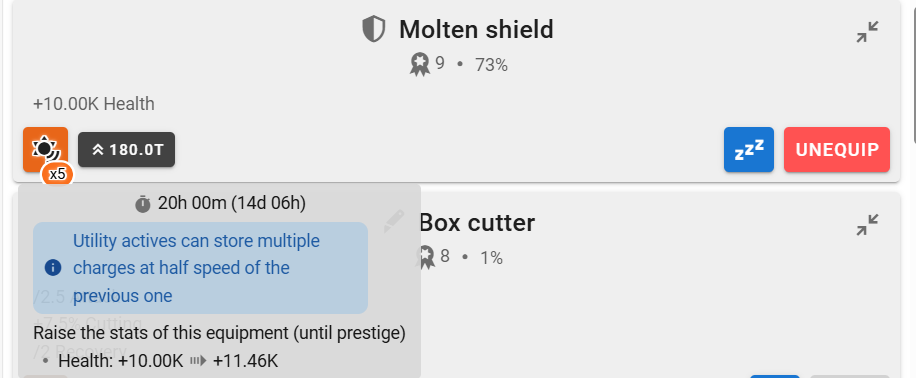 Molten shield
9 • 73%
+10.00K Health
180.0T
zzz
UNEQUIP
x5
20h 00m (14d 06h)
Box cutter
8 • 1%
Utility actives can store multiple
charges at half speed of the
previous one
Raise the stats of this equipment (until prestige)
• Health: +10.00K ➠ +11.46K